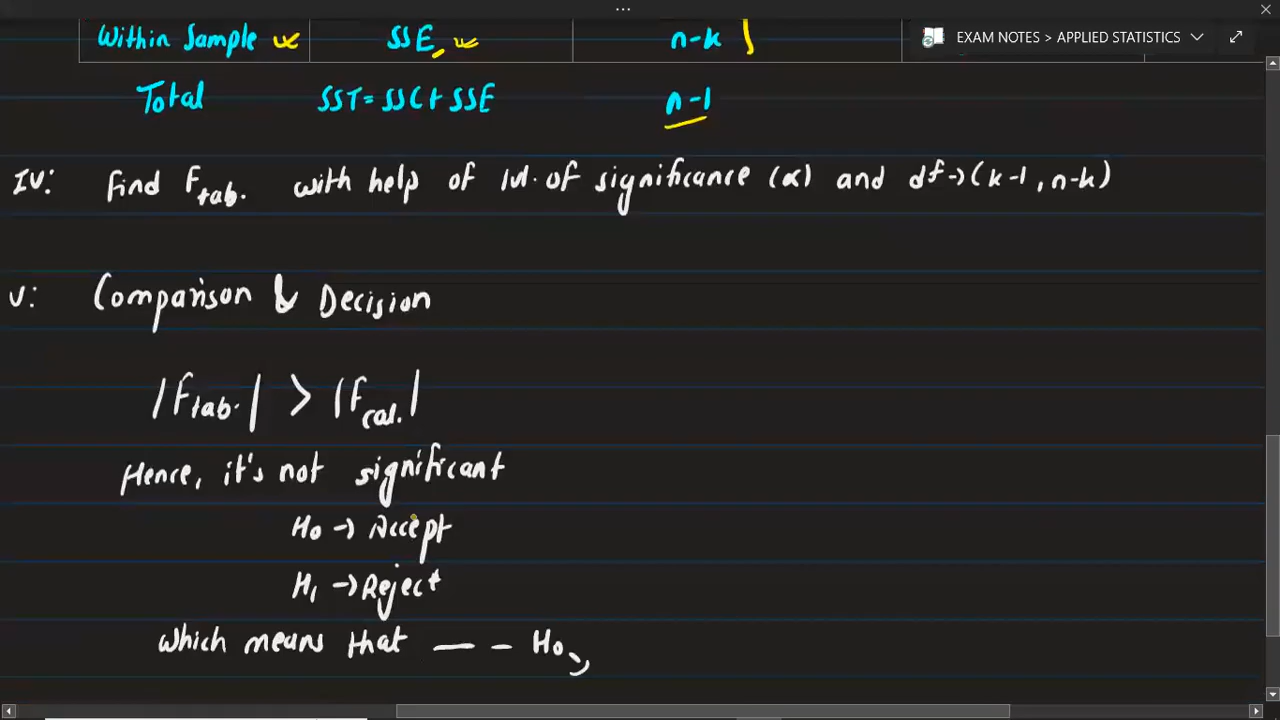 ...
Within Sample SSE n-k
EXAM NOTES > APPLIED STATISTICS
Total SST = SSC + SSE n-1
IV: Find Ftab. with help of lvl. of significance (α) and df → (k-1, n-k)
V: Comparison & Decision
|Ftab.| > |Fcal.|
Hence, it's not significant
H0 → Accept
H1 → Reject
which means that — – H0